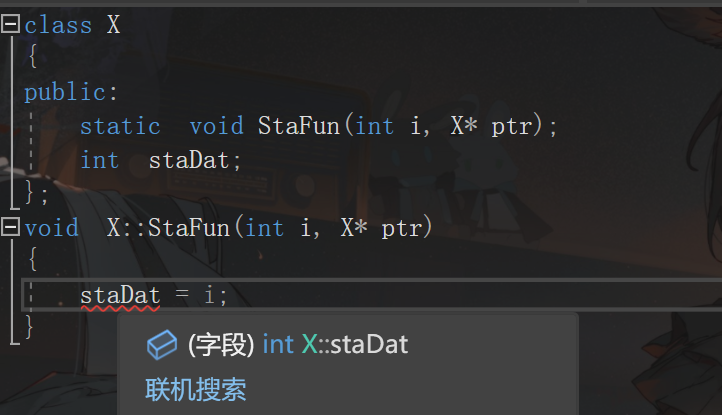 class X
{
public:
    static  void StaFun(int i, X* ptr);
    int  staDat;
};
void  X::StaFun(int i, X* ptr)
{
    staDat = i;
}
(字段) int X::staDat
联机搜索